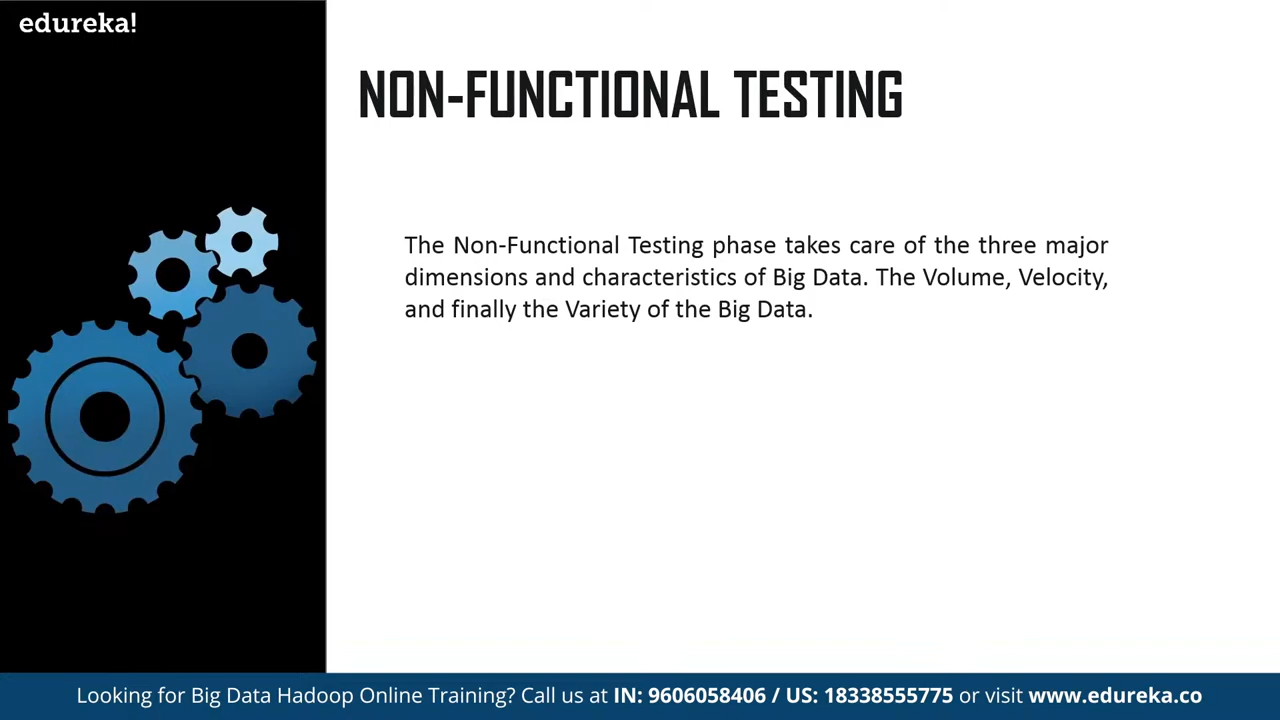 edureka!
NON-FUNCTIONAL TESTING
The Non-Functional Testing phase takes care of the three major
dimensions and characteristics of Big Data. The Volume, Velocity,
and finally the Variety of the Big Data.
Looking for Big Data Hadoop Online Training? Call us at IN: 9606058406 / US: 18338555775 or visit www.edureka.co